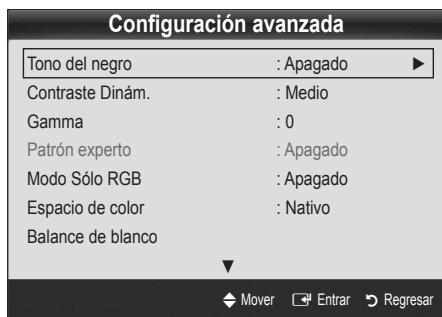 Configuración avanzada
Tono del negro : Apagado ▶
Contraste Dinám. : Medio
Gamma : 0
Patrón experto : Apagado
Modo Sólo RGB : Apagado
Espacio de color : Nativo
Balance de blanco
▼
Mover Entrar Regresar